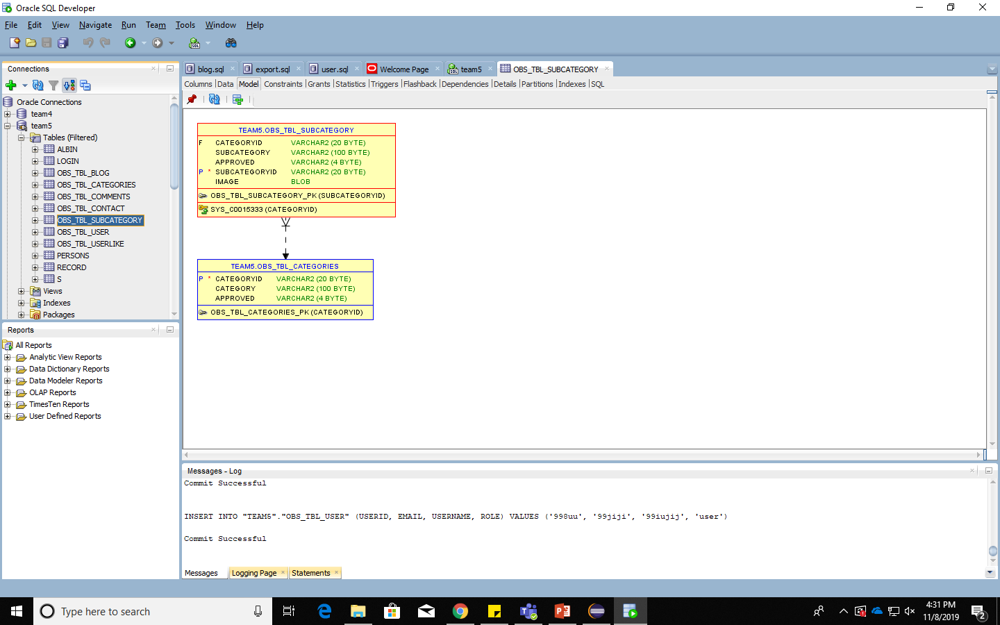 Oracle SQL Developer
File Edit View Navigate Run Team Tools Window Help
Connections
Oracle Connections
team4
team5
Tables (Filtered)
ALBIN
LOGIN
OBS_TBL_BLOG
OBS_TBL_CATEGORIES
OBS_TBL_COMMENTS
OBS_TBL_CONTACT
OBS_TBL_SUBCATEGORY
OBS_TBL_USER
OBS_TBL_USERLIKE
PERSONS
RECORD
S
Views
Indexes
Packages
Reports
All Reports
Analytic View Reports
Data Dictionary Reports
Data Modeler Reports
OLAP Reports
TimesTen Reports
User Defined Reports
blog.sql export.sql user.sql Welcome Page team5 OBS_TBL_SUBCATEGORY
Columns Data Model Constraints Grants Statistics Triggers Flashback Dependencies Details Partitions Indexes SQL
TEAM5.OBS_TBL_SUBCATEGORY
F CATEGORYID VARCHAR2 (20 BYTE)
SUBCATEGORY VARCHAR2 (100 BYTE)
APPROVED VARCHAR2 (4 BYTE)
P * SUBCATEGORYID VARCHAR2 (20 BYTE)
IMAGE BLOB
OBS_TBL_SUBCATEGORY_PK (SUBCATEGORYID)
SYS_C0015333 (CATEGORYID)
TEAM5.OBS_TBL_CATEGORIES
P * CATEGORYID VARCHAR2 (20 BYTE)
CATEGORY VARCHAR2 (100 BYTE)
APPROVED VARCHAR2 (4 BYTE)
OBS_TBL_CATEGORIES_PK (CATEGORYID)
Messages - Log
Commit Successful
INSERT INTO "TEAM5"."OBS_TBL_USER" (USERID, EMAIL, USERNAME, ROLE) VALUES ('998uu', '99jiji', '99iujij', 'user')
Commit Successful
Messages Logging Page Statements
Type here to search
4:31 PM
11/8/2019
2